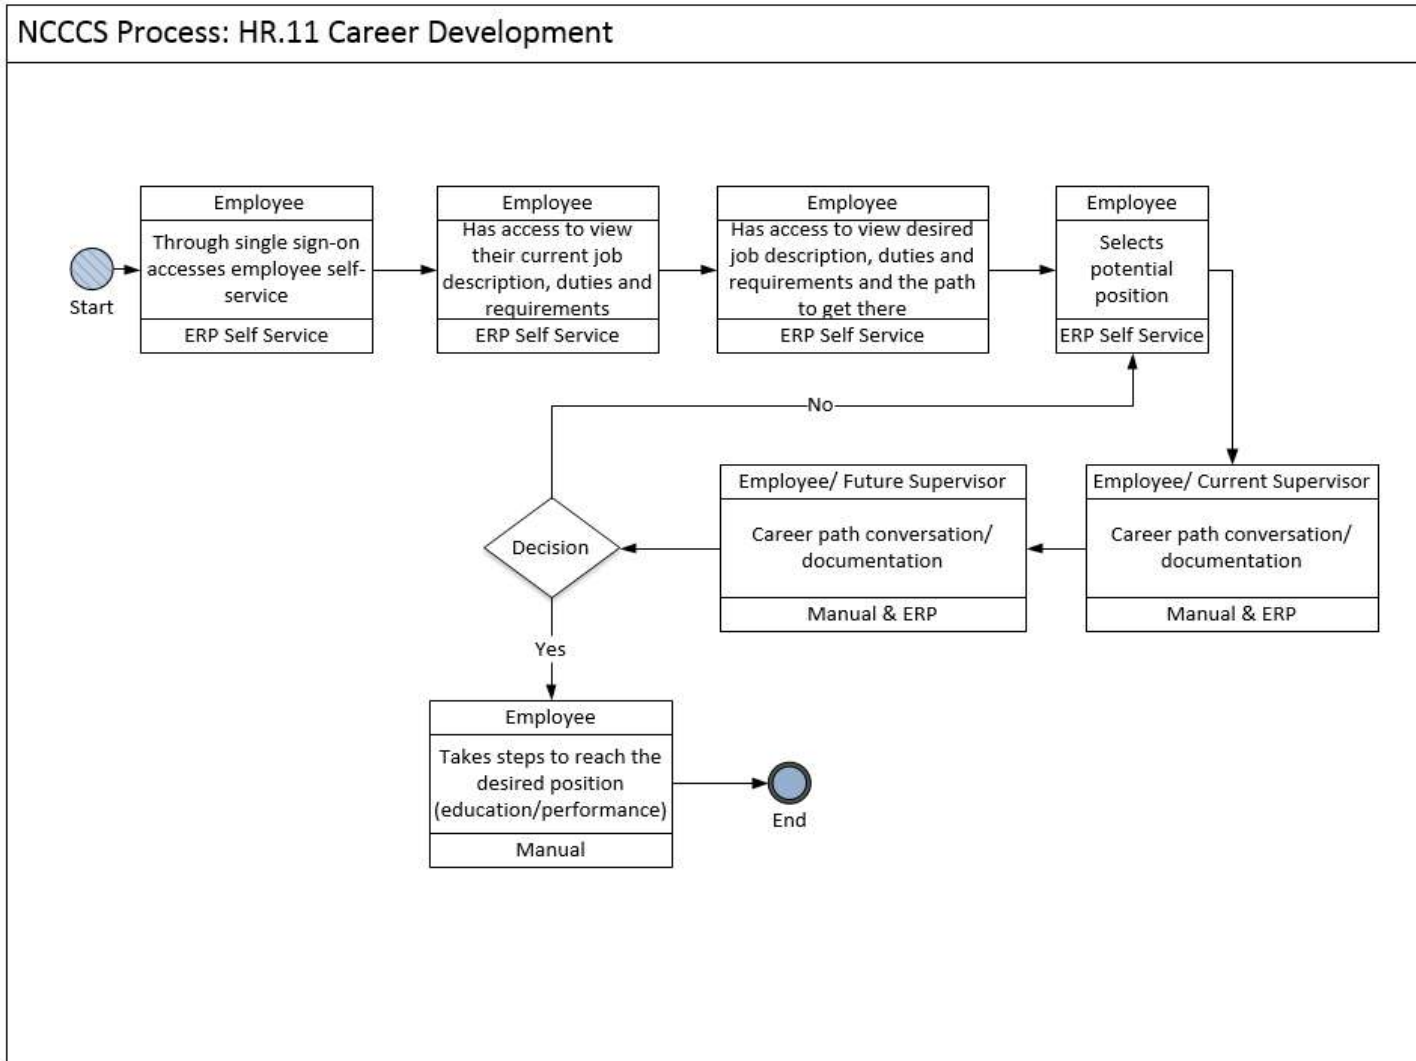 NCCCS Process: HR.11 Career Development
Start
Employee
Through single sign-on
accesses employee self-
service
ERP Self Service
Employee
Has access to view
their current job
description, duties and
requirements
ERP Self Service
Employee
Has access to view desired
job description, duties and
requirements and the path
to get there
ERP Self Service
Employee
Selects
potential
position
ERP Self Service
No
Employee/ Current Supervisor
Career path conversation/
documentation
Manual & ERP
Employee/ Future Supervisor
Career path conversation/
documentation
Manual & ERP
Decision
Yes
Employee
Takes steps to reach the
desired position
(education/performance)
Manual
End